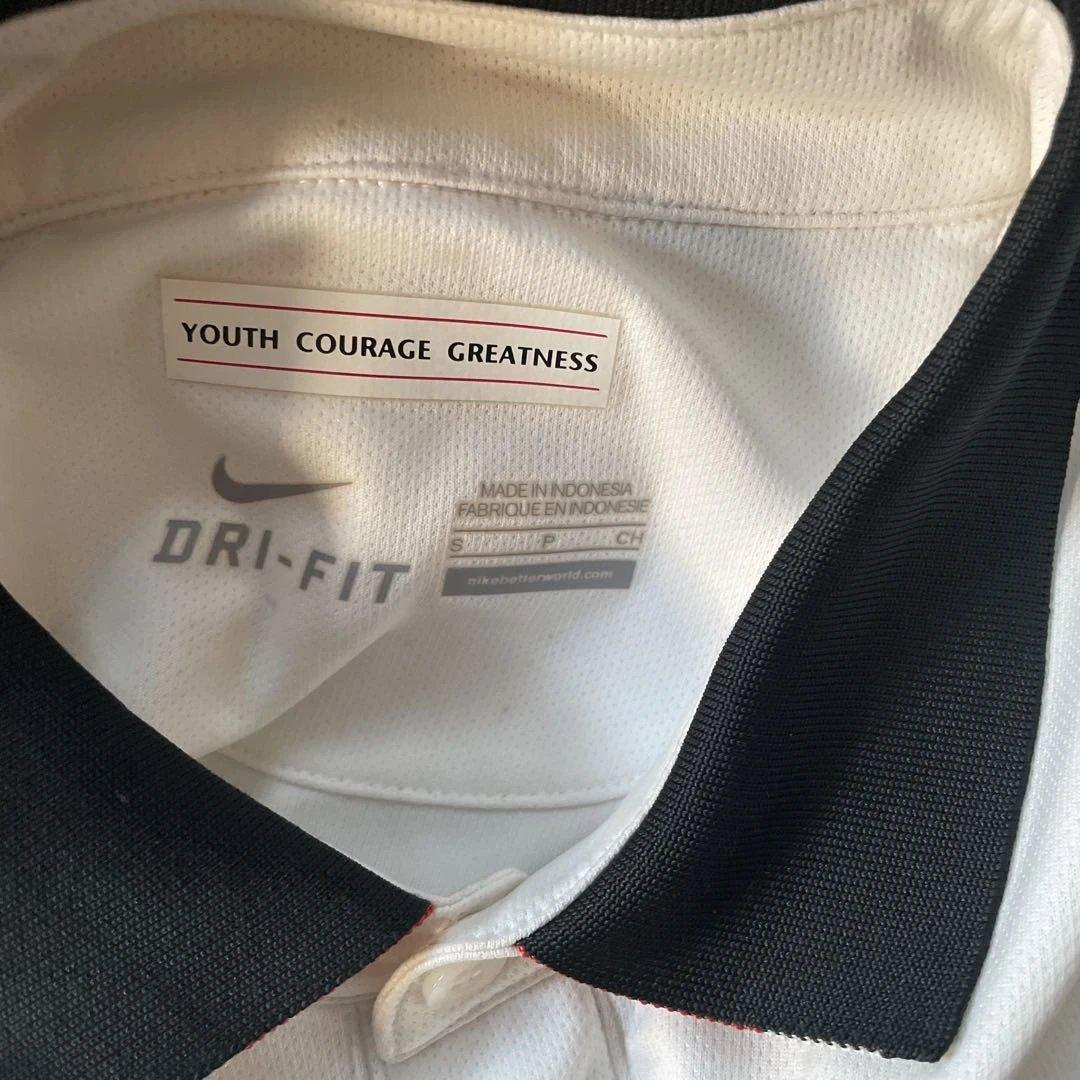 YOUTH COURAGE GREATNESS
DRI-FIT
MADE IN INDONESIA
FABRIQUE EN INDONESIE
S P CH
nikebetterworld.com